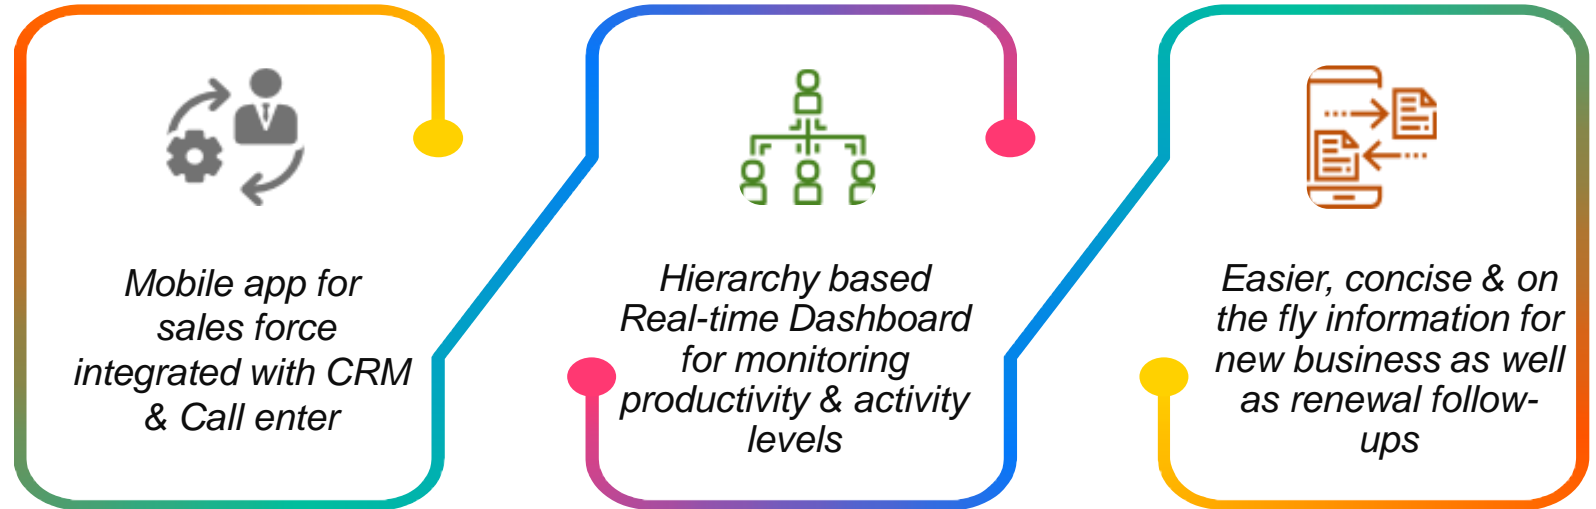 Mobile app for
sales force
integrated with CRM
& Call enter
Hierarchy based
Real-time Dashboard
for monitoring
productivity & activity
levels
Easier, concise & on
the fly information for
new business as well
as renewal follow-
ups